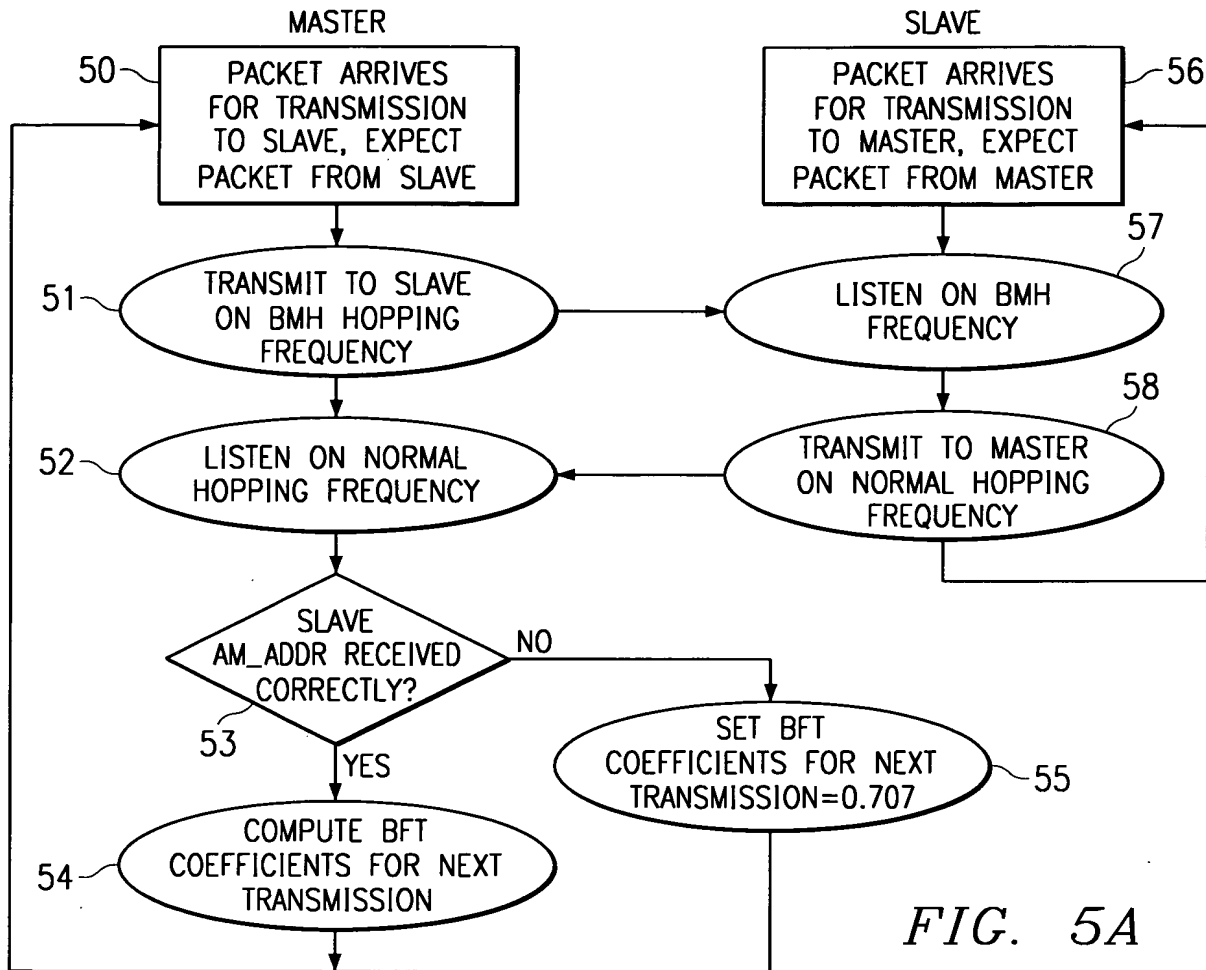 MASTER
SLAVE
50
PACKET ARRIVES
FOR TRANSMISSION
TO SLAVE, EXPECT
PACKET FROM SLAVE
PACKET ARRIVES
FOR TRANSMISSION
TO MASTER, EXPECT
PACKET FROM MASTER
56
51
TRANSMIT TO SLAVE
ON BMH HOPPING
FREQUENCY
LISTEN ON BMH
FREQUENCY
57
52
LISTEN ON NORMAL
HOPPING FREQUENCY
TRANSMIT TO MASTER
ON NORMAL HOPPING
FREQUENCY
58
SLAVE
AM_ADDR RECEIVED
CORRECTLY?
NO
53
YES
SET BFT
COEFFICIENTS FOR NEXT
TRANSMISSION=0.707
55
54
COMPUTE BFT
COEFFICIENTS FOR NEXT
TRANSMISSION
FIG. 5A